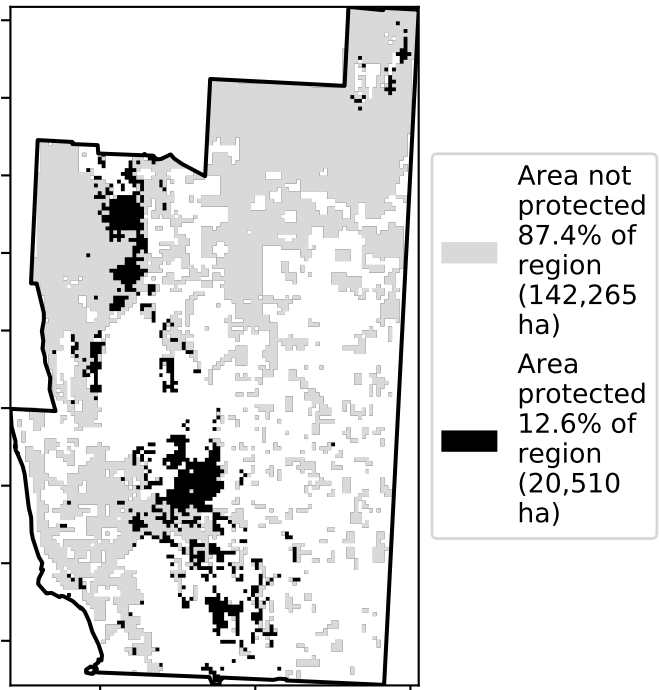 Area not
protected
87.4% of
region
(142,265
ha)
Area
protected
12.6% of
region
(20,510
ha)